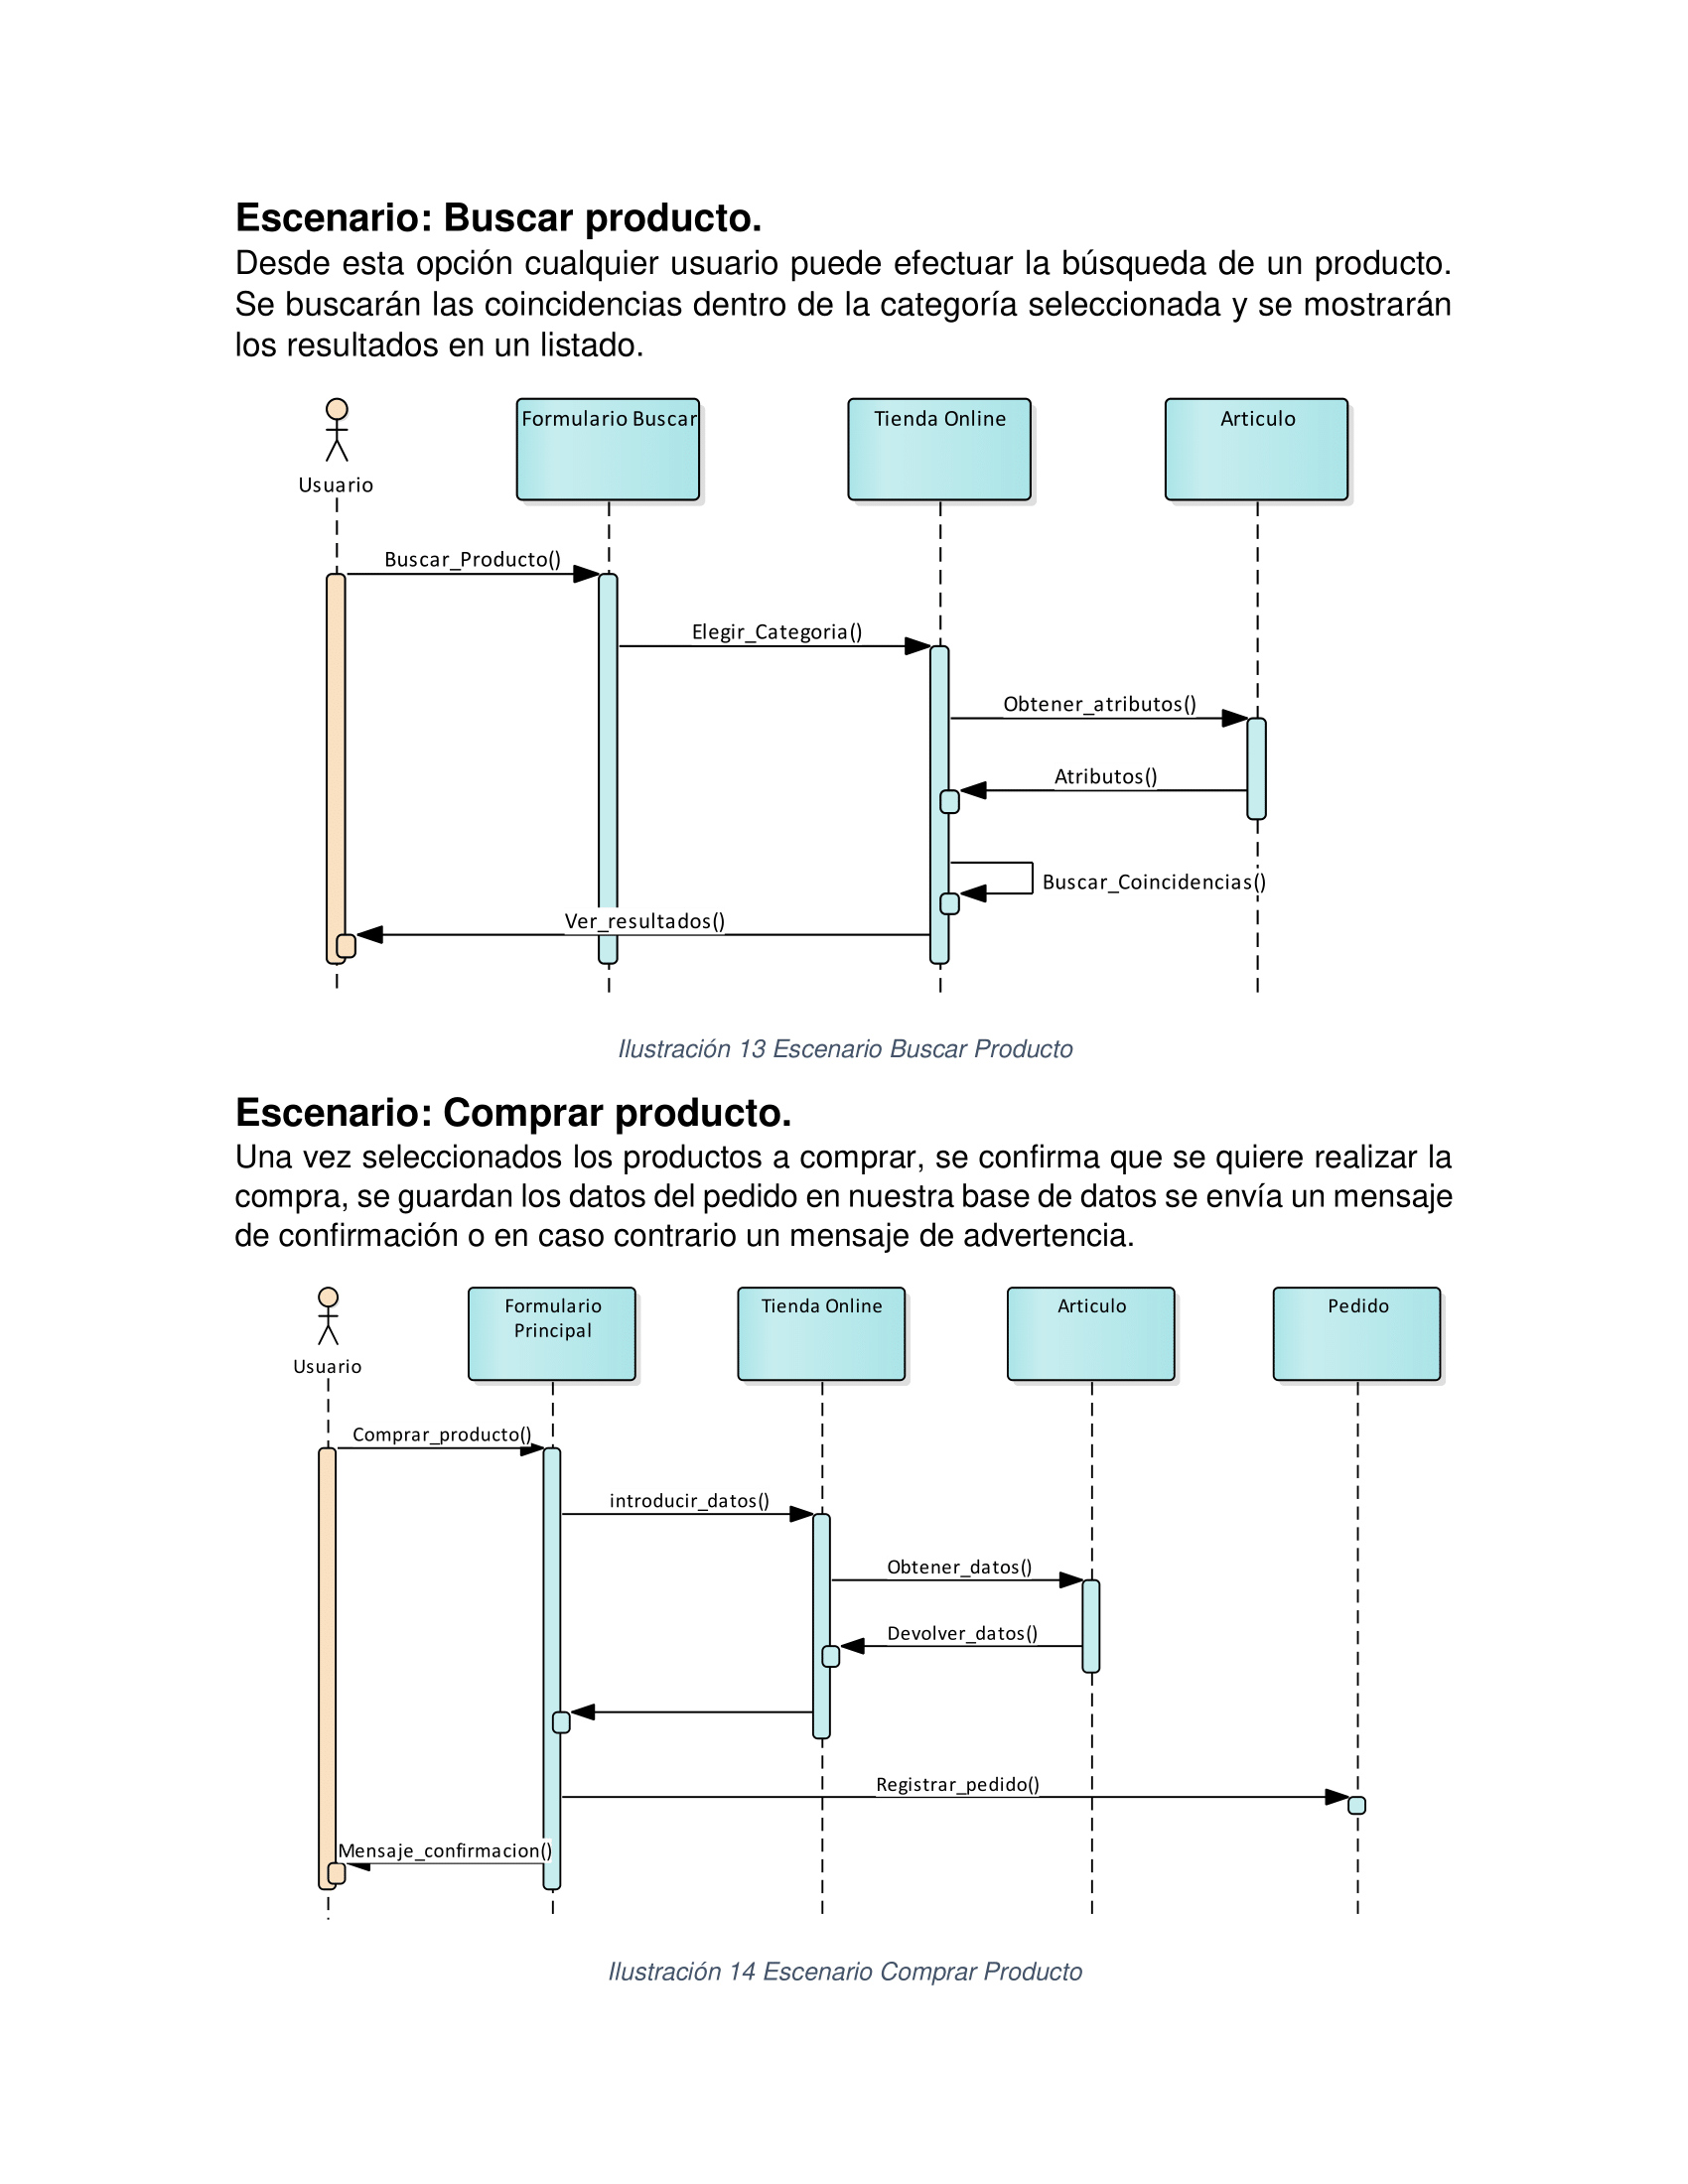 Escenario: Buscar producto.
Desde esta opción cualquier usuario puede efectuar la búsqueda de un producto.
Se buscarán las coincidencias dentro de la categoría seleccionada y se mostrarán
los resultados en un listado.
Usuario
Formulario Buscar
Tienda Online
Articulo
Buscar_Producto()
Elegir_Categoria()
Obtener_atributos()
Atributos()
Buscar_Coincidencias()
Ver_resultados()
Ilustración 13 Escenario Buscar Producto
Escenario: Comprar producto.
Una vez seleccionados los productos a comprar, se confirma que se quiere realizar la
compra, se guardan los datos del pedido en nuestra base de datos se envía un mensaje
de confirmación o en caso contrario un mensaje de advertencia.
Usuario
Formulario
Principal
Tienda Online
Articulo
Pedido
Comprar_producto()
introducir_datos()
Obtener_datos()
Devolver_datos()
Registrar_pedido()
Mensaje_confirmacion()
Ilustración 14 Escenario Comprar Producto